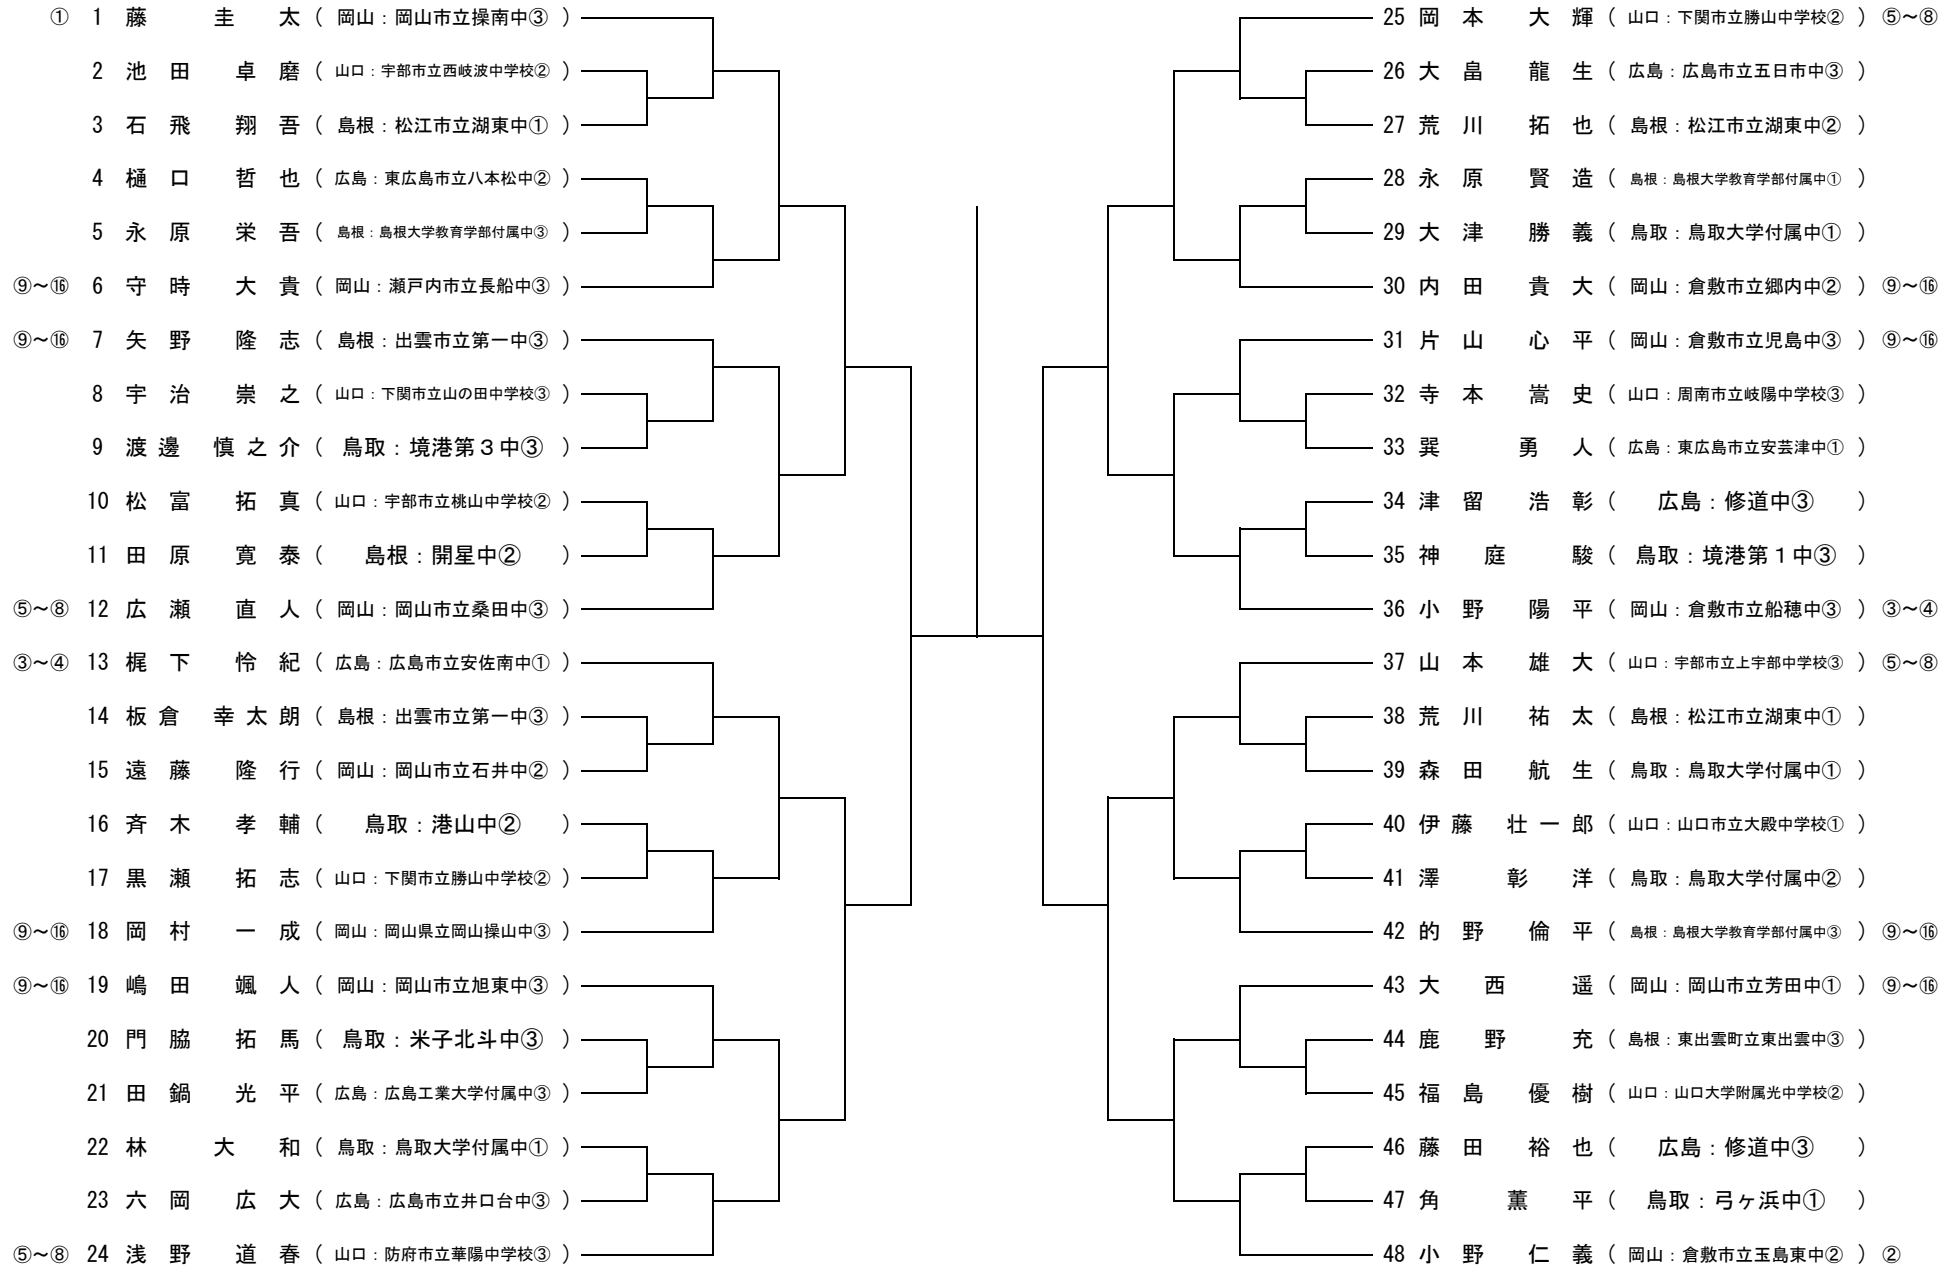 ① 1 藤 圭 太 ( 岡山：岡山市立操南中③ )
2 池 田 卓 磨 ( 山口：宇部市立西岐波中学校② )
3 石 飛 翔 吾 ( 島根：松江市立湖東中① )
4 樋 口 哲 也 ( 広島：東広島市立八本松中② )
5 永 原 栄 吾 ( 島根：島根大学教育学部付属中③ )
⑨～⑯ 6 守 時 大 貴 ( 岡山：瀬戸内市立長船中③ )
⑨～⑯ 7 矢 野 隆 志 ( 島根：出雲市立第一中③ )
8 宇 治 崇 之 ( 山口：下関市立山の田中学校③ )
9 渡 邊 慎 之 介 ( 鳥取：境港第３中③ )
10 松 富 拓 真 ( 山口：宇部市立桃山中学校② )
11 田 原 寛 泰 ( 島根：開星中② )
⑤～⑧ 12 広 瀬 直 人 ( 岡山：岡山市立桑田中③ )
③～④ 13 梶 下 怜 紀 ( 広島：広島市立安佐南中① )
14 板 倉 幸 太 朗 ( 島根：出雲市立第一中③ )
15 遠 藤 隆 行 ( 岡山：岡山市立石井中② )
16 斉 木 孝 輔 ( 鳥取：港山中② )
17 黒 瀬 拓 志 ( 山口：下関市立勝山中学校② )
⑨～⑯ 18 岡 村 一 成 ( 岡山：岡山県立岡山操山中③ )
⑨～⑯ 19 嶋 田 颯 人 ( 岡山：岡山市立旭東中③ )
20 門 脇 拓 馬 ( 鳥取：米子北斗中③ )
21 田 鍋 光 平 ( 広島：広島工業大学付属中③ )
22 林 大 和 ( 鳥取：鳥取大学付属中① )
23 六 岡 広 大 ( 広島：広島市立井口台中③ )
⑤～⑧ 24 浅 野 道 春 ( 山口：防府市立華陽中学校③ )
25 岡 本 大 輝 ( 山口：下関市立勝山中学校② ) ⑤～⑧
26 大 畠 龍 生 ( 広島：広島市立五日市中③ )
27 荒 川 拓 也 ( 島根：松江市立湖東中② )
28 永 原 賢 造 ( 島根：島根大学教育学部付属中① )
29 大 津 勝 義 ( 鳥取：鳥取大学付属中① )
30 内 田 貴 大 ( 岡山：倉敷市立郷内中② ) ⑨～⑯
31 片 山 心 平 ( 岡山：倉敷市立児島中③ ) ⑨～⑯
32 寺 本 嵩 史 ( 山口：周南市立岐陽中学校③ )
33 巽 勇 人 ( 広島：東広島市立安芸津中① )
34 津 留 浩 彰 ( 広島：修道中③ )
35 神 庭 駿 ( 鳥取：境港第１中③ )
36 小 野 陽 平 ( 岡山：倉敷市立船穂中③ ) ③～④
37 山 本 雄 大 ( 山口：宇部市立上宇部中学校③ ) ⑤～⑧
38 荒 川 祐 太 ( 島根：松江市立湖東中① )
39 森 田 航 生 ( 鳥取：鳥取大学付属中① )
40 伊 藤 壮 一 郎 ( 山口：山口市立大殿中学校① )
41 澤 彰 洋 ( 鳥取：鳥取大学付属中② )
42 的 野 倫 平 ( 島根：島根大学教育学部付属中③ ) ⑨～⑯
43 大 西 遥 ( 岡山：岡山市立芳田中① ) ⑨～⑯
44 鹿 野 充 ( 島根：東出雲町立東出雲中③ )
45 福 島 優 樹 ( 山口：山口大学附属光中学校② )
46 藤 田 裕 也 ( 広島：修道中③ )
47 角 薫 平 ( 鳥取：弓ヶ浜中① )
48 小 野 仁 義 ( 岡山：倉敷市立玉島東中② ) ②